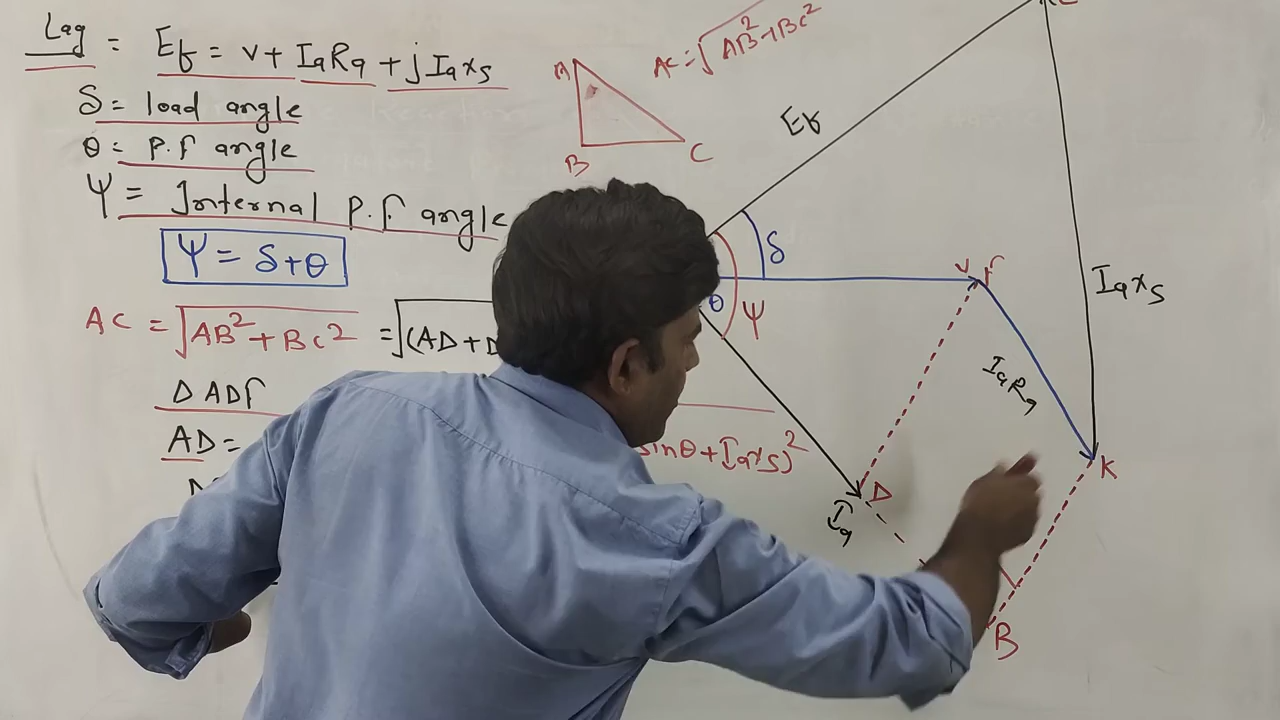 Lag = Ef = V + IaRa + jIaxs
δ = load angle
θ = P.f angle
Ψ = Internal P.f angle
Ψ = δ+θ
AC = √AB²+BC² = √(AD+D
Δ ADF
AD =
sinθ + Iaxs)²
A
B
C
AC = √AB²+BC²
Ef
δ
θ
Ψ
V F
Iaxs
IaRa
K
Ia
D
B